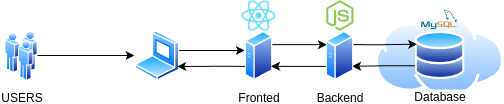 MySQL
JS
USERS
Fronted
Backend
Database